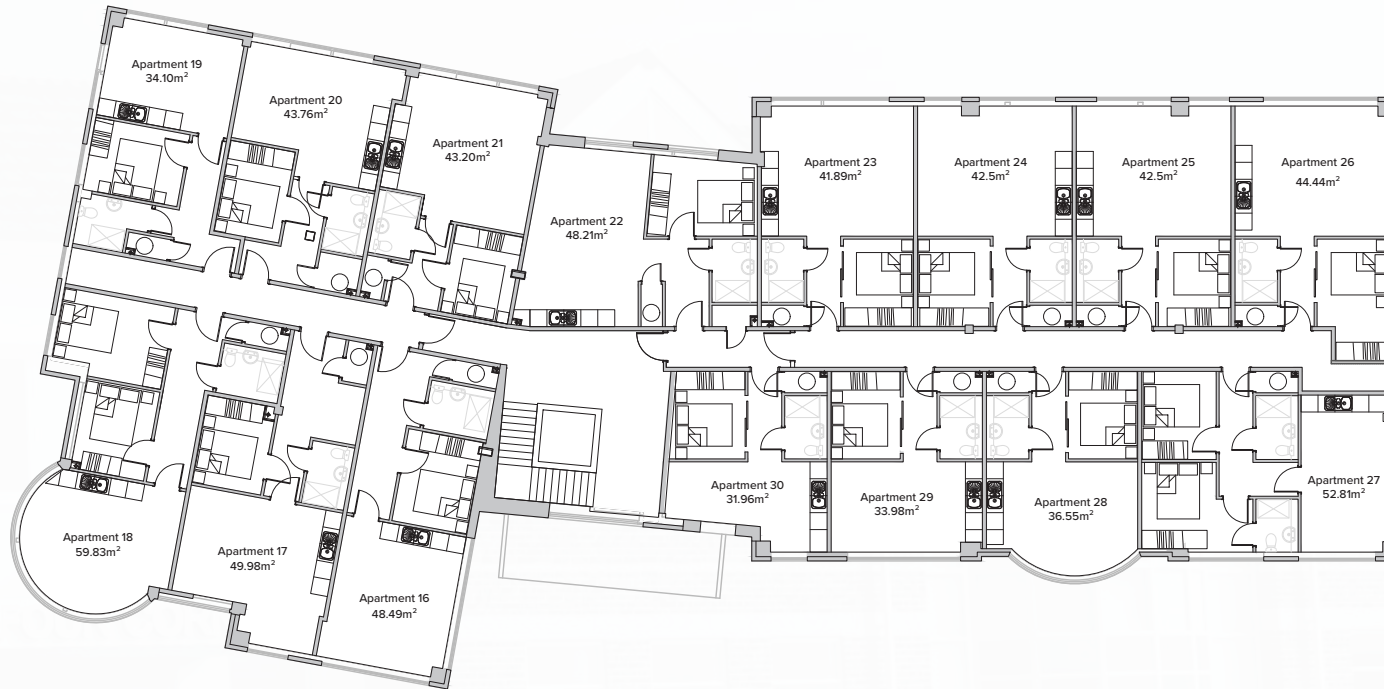 Apartment 19
34.10m²
Apartment 20
43.76m²
Apartment 21
43.20m²
Apartment 22
48.21m²
Apartment 23
41.89m²
Apartment 24
42.5m²
Apartment 25
42.5m²
Apartment 26
44.44m²
Apartment 18
59.83m²
Apartment 17
49.98m²
Apartment 16
48.49m²
Apartment 30
31.96m²
Apartment 29
33.98m²
Apartment 28
36.55m²
Apartment 27
52.81m²